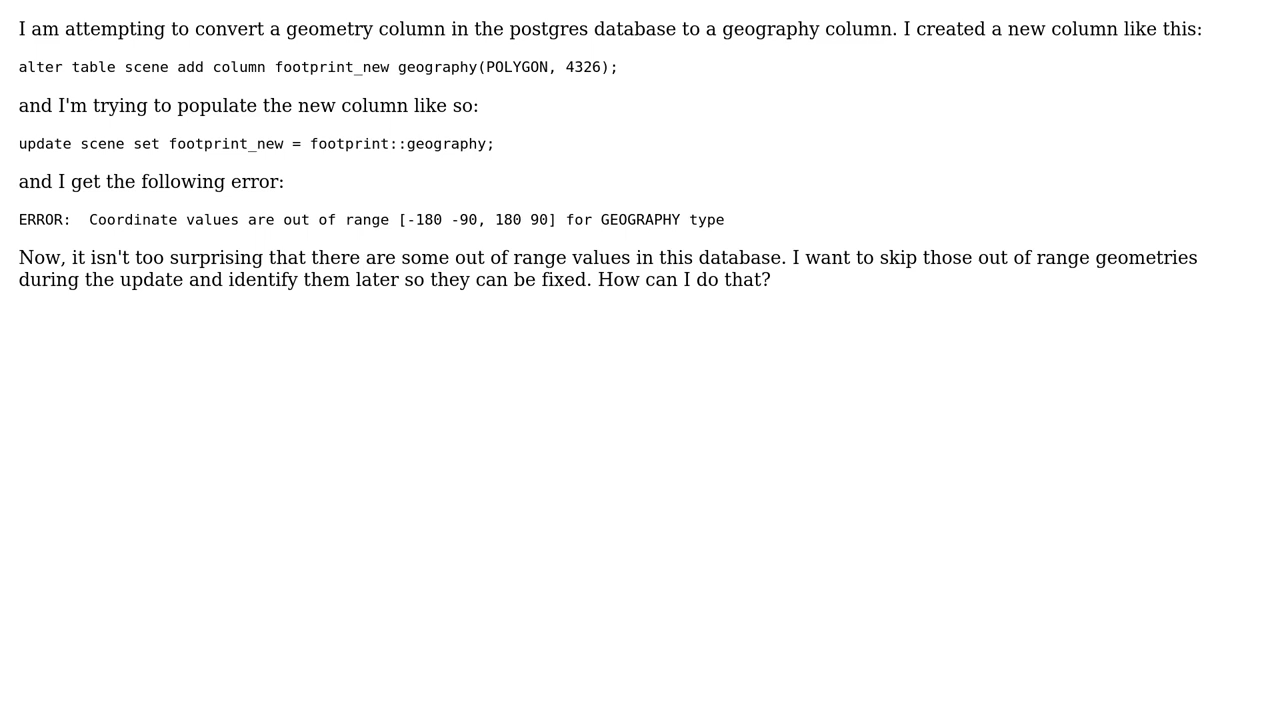 I am attempting to convert a geometry column in the postgres database to a geography column. I created a new column like this:
alter table scene add column footprint_new geography(POLYGON, 4326);
and I'm trying to populate the new column like so:
update scene set footprint_new = footprint::geography;
and I get the following error:
ERROR:  Coordinate values are out of range [-180 -90, 180 90] for GEOGRAPHY type
Now, it isn't too surprising that there are some out of range values in this database. I want to skip those out of range geometries
during the update and identify them later so they can be fixed. How can I do that?